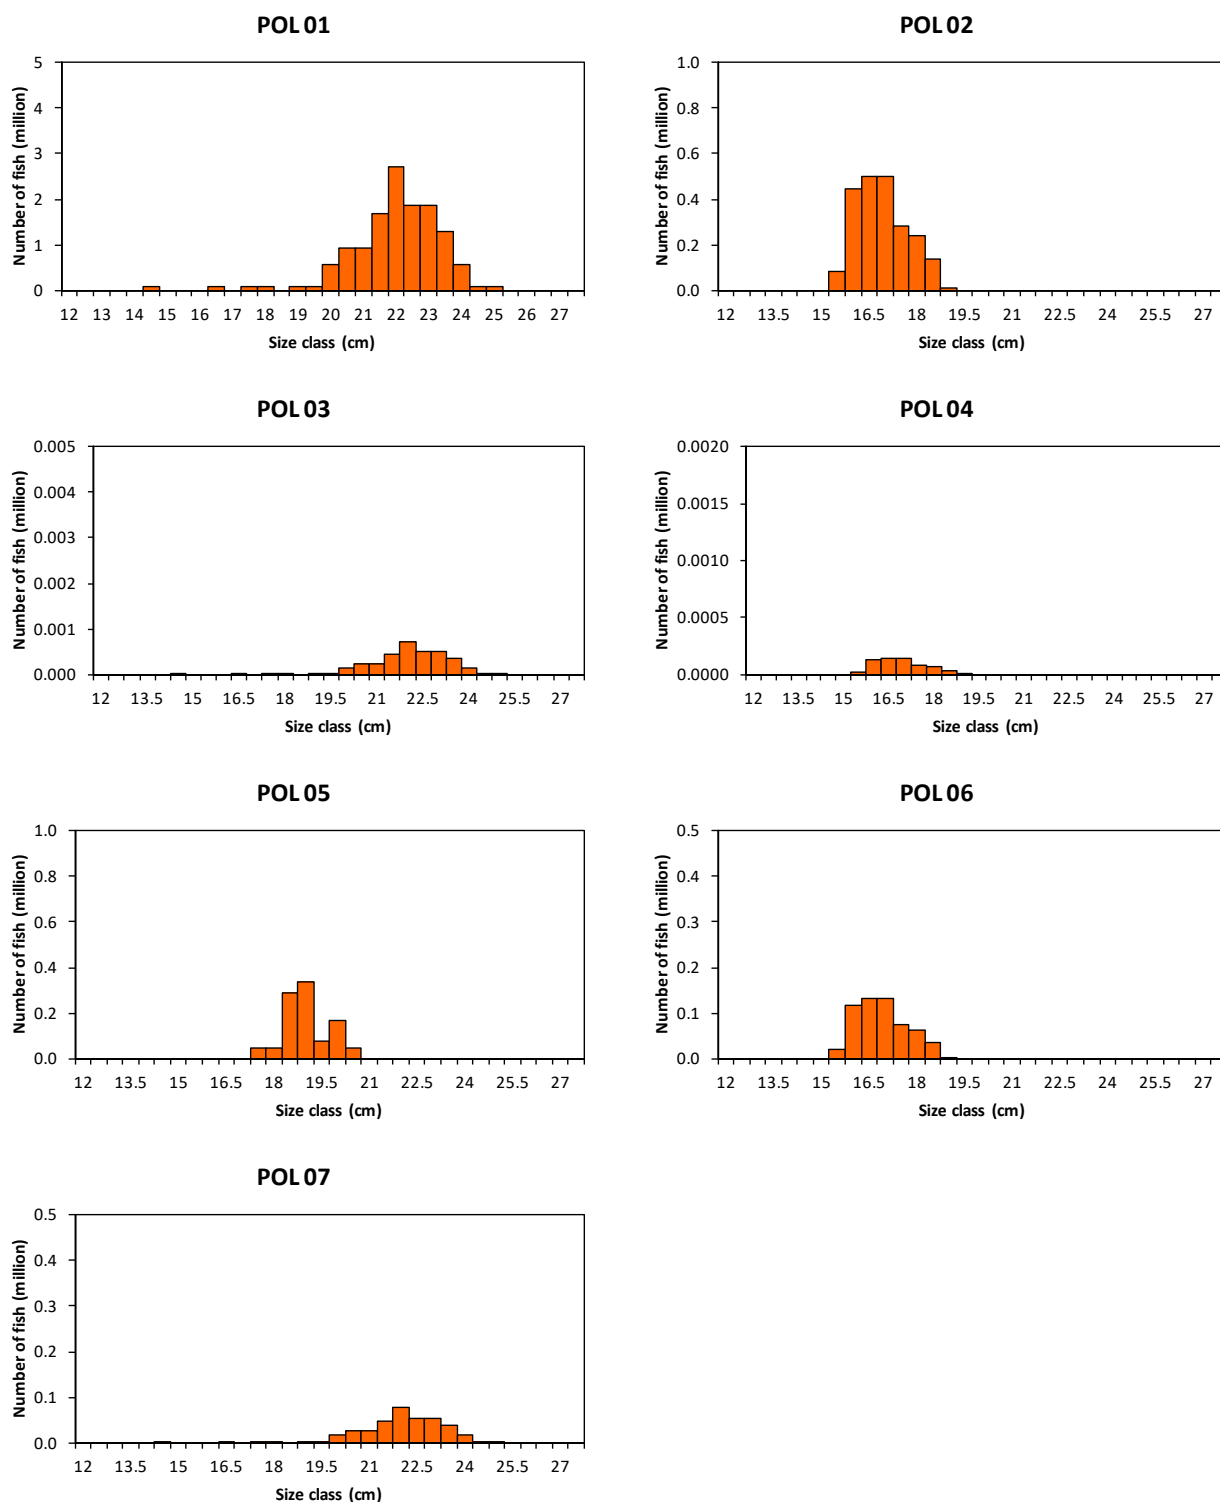 POL 01
Number of fish (million)
5
4
3
2
1
0
12 13 14 15 16 17 18 19 20 21 22 23 24 25 26 27
Size class (cm)
POL 02
Number of fish (million)
1.0
0.8
0.6
0.4
0.2
0.0
12 13.5 15 16.5 18 19.5 21 22.5 24 25.5 27
Size class (cm)
POL 03
Number of fish (million)
0.005
0.004
0.003
0.002
0.001
0.000
12 13.5 15 16.5 18 19.5 21 22.5 24 25.5 27
Size class (cm)
POL 04
Number of fish (million)
0.0020
0.0015
0.0010
0.0005
0.0000
12 13.5 15 16.5 18 19.5 21 22.5 24 25.5 27
Size class (cm)
POL 05
Number of fish (million)
1.0
0.8
0.6
0.4
0.2
0.0
12 13.5 15 16.5 18 19.5 21 22.5 24 25.5 27
Size class (cm)
POL 06
Number of fish (million)
0.5
0.4
0.3
0.2
0.1
0.0
12 13.5 15 16.5 18 19.5 21 22.5 24 25.5 27
Size class (cm)
POL 07
Number of fish (million)
0.5
0.4
0.3
0.2
0.1
0.0
12 13.5 15 16.5 18 19.5 21 22.5 24 25.5 27
Size class (cm)